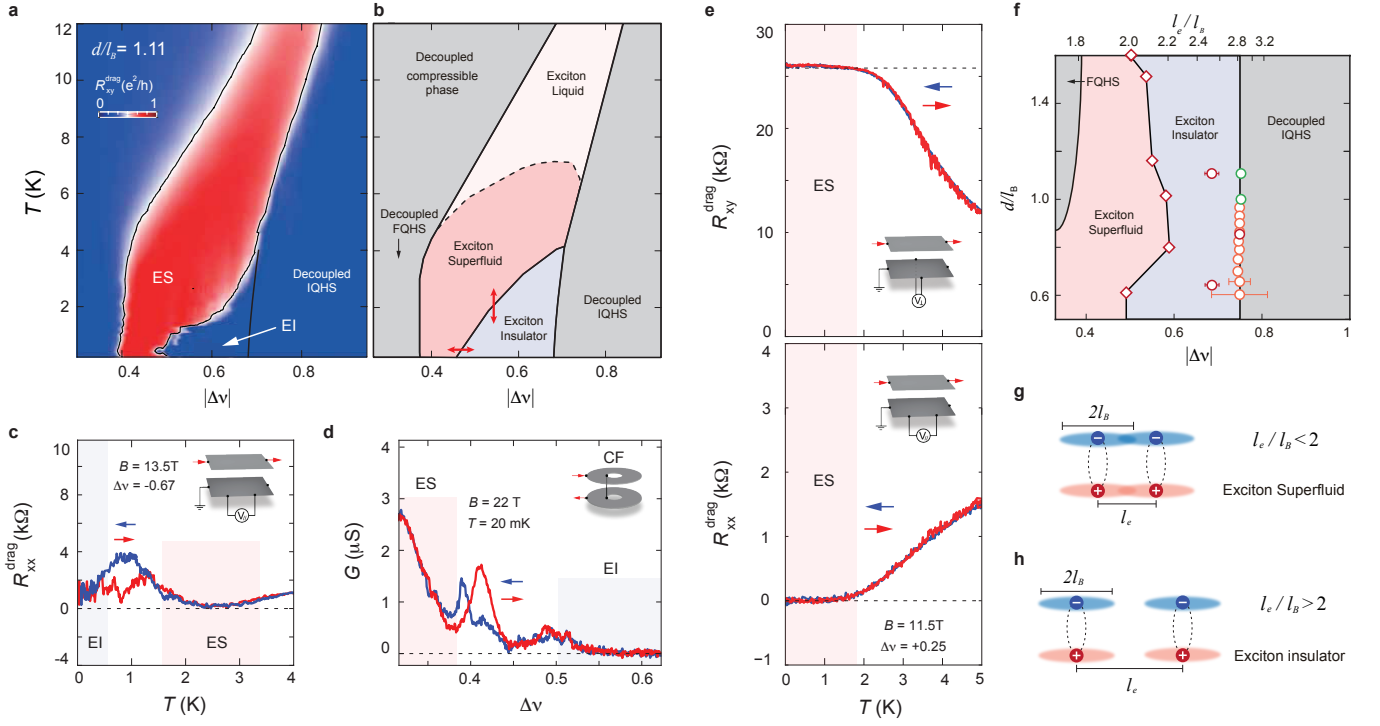 a
d/l_B = 1.11
R_xy^drag (e²/h)
0 1
ES
EI
Decoupled
IQHS
T (K)
12
10
8
6
4
2
0.4 0.6 0.8
|Δν|
b
Decoupled
compressible
phase
Exciton
Liquid
Decoupled
FQHS
Exciton
Superfluid
Exciton
Insulator
Decoupled
IQHS
0.4 0.6 0.8
|Δν|
c
R_xx^drag (kΩ)
10
8
4
0
-4
B = 13.5T
Δν = -0.67
V₀
EI
ES
0 1 2 3 4
T (K)
d
G (μS)
4
3
2
1
0
ES
B = 22 T
T = 20 mK
CF
EI
0.4 0.5 0.6
Δν
e
R_xy^drag (kΩ)
30
20
10
0
ES
R_xx^drag (kΩ)
4
3
2
1
0
−1
ES
V₀
B = 11.5T
Δν = +0.25
0 1 2 3 4 5
T (K)
f
l_e / l_B
1.8 2.0 2.2 2.4 2.8 3.2
d/l_B
1.4
1.0
0.6
FQHS
Exciton
Insulator
Decoupled
IQHS
Exciton
Superfluid
0.4 0.6 0.8 1
|Δν|
g
2l_B
l_e / l_B < 2
Exciton Superfluid
l_e
h
2l_B
l_e / l_B > 2
Exciton insulator
l_e